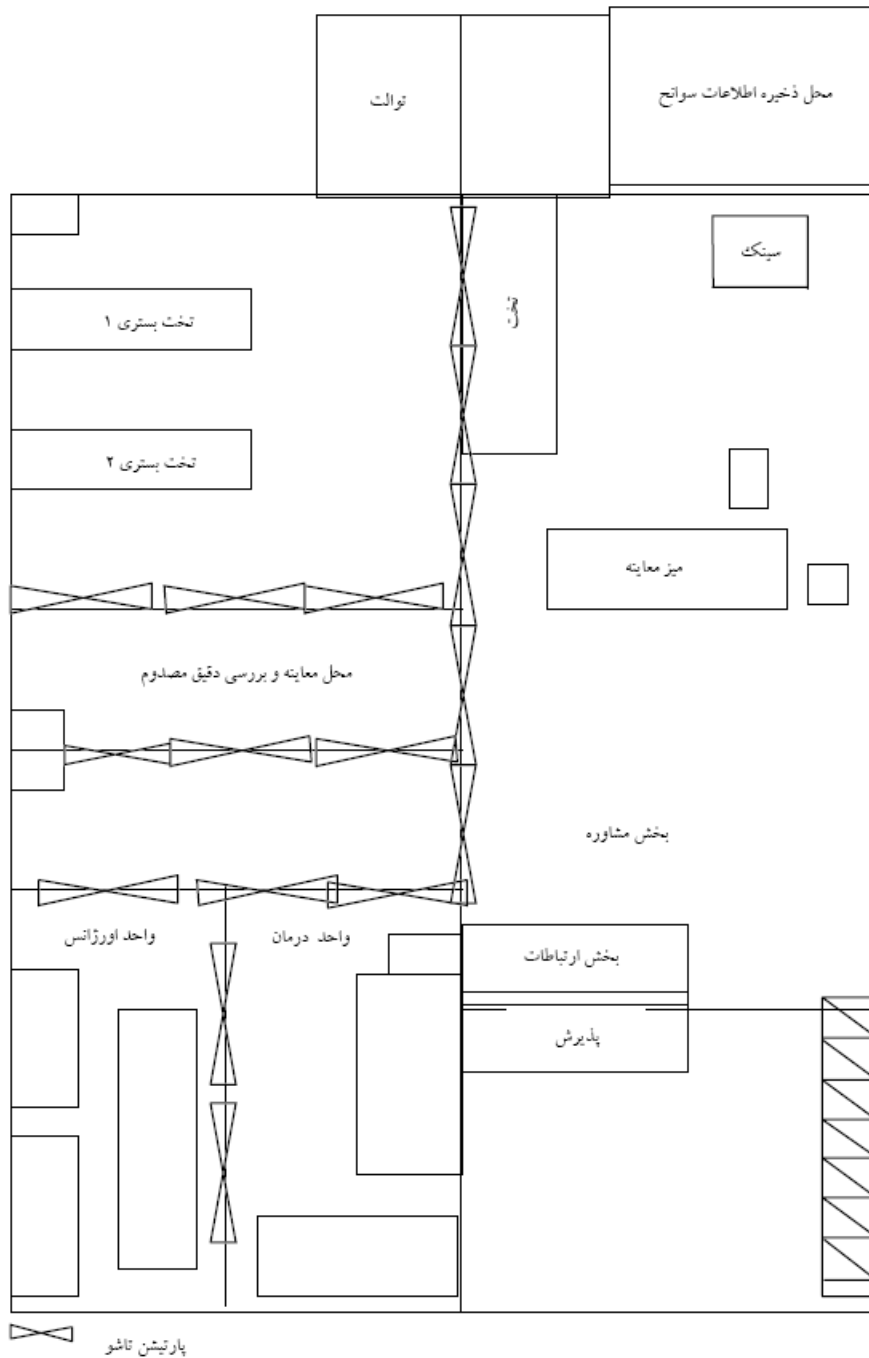 محل ذخیره اطلاعات سوانح
توالت
سینک
تخت
تخت بستری ۱
تخت بستری ۲
میز معاینه
محل معاینه و بررسی دقیق مصدوم
بخش مشاوره
واحد درمان
واحد اورژانس
بخش ارتباطات
پذیرش
پارتیشن تاشو